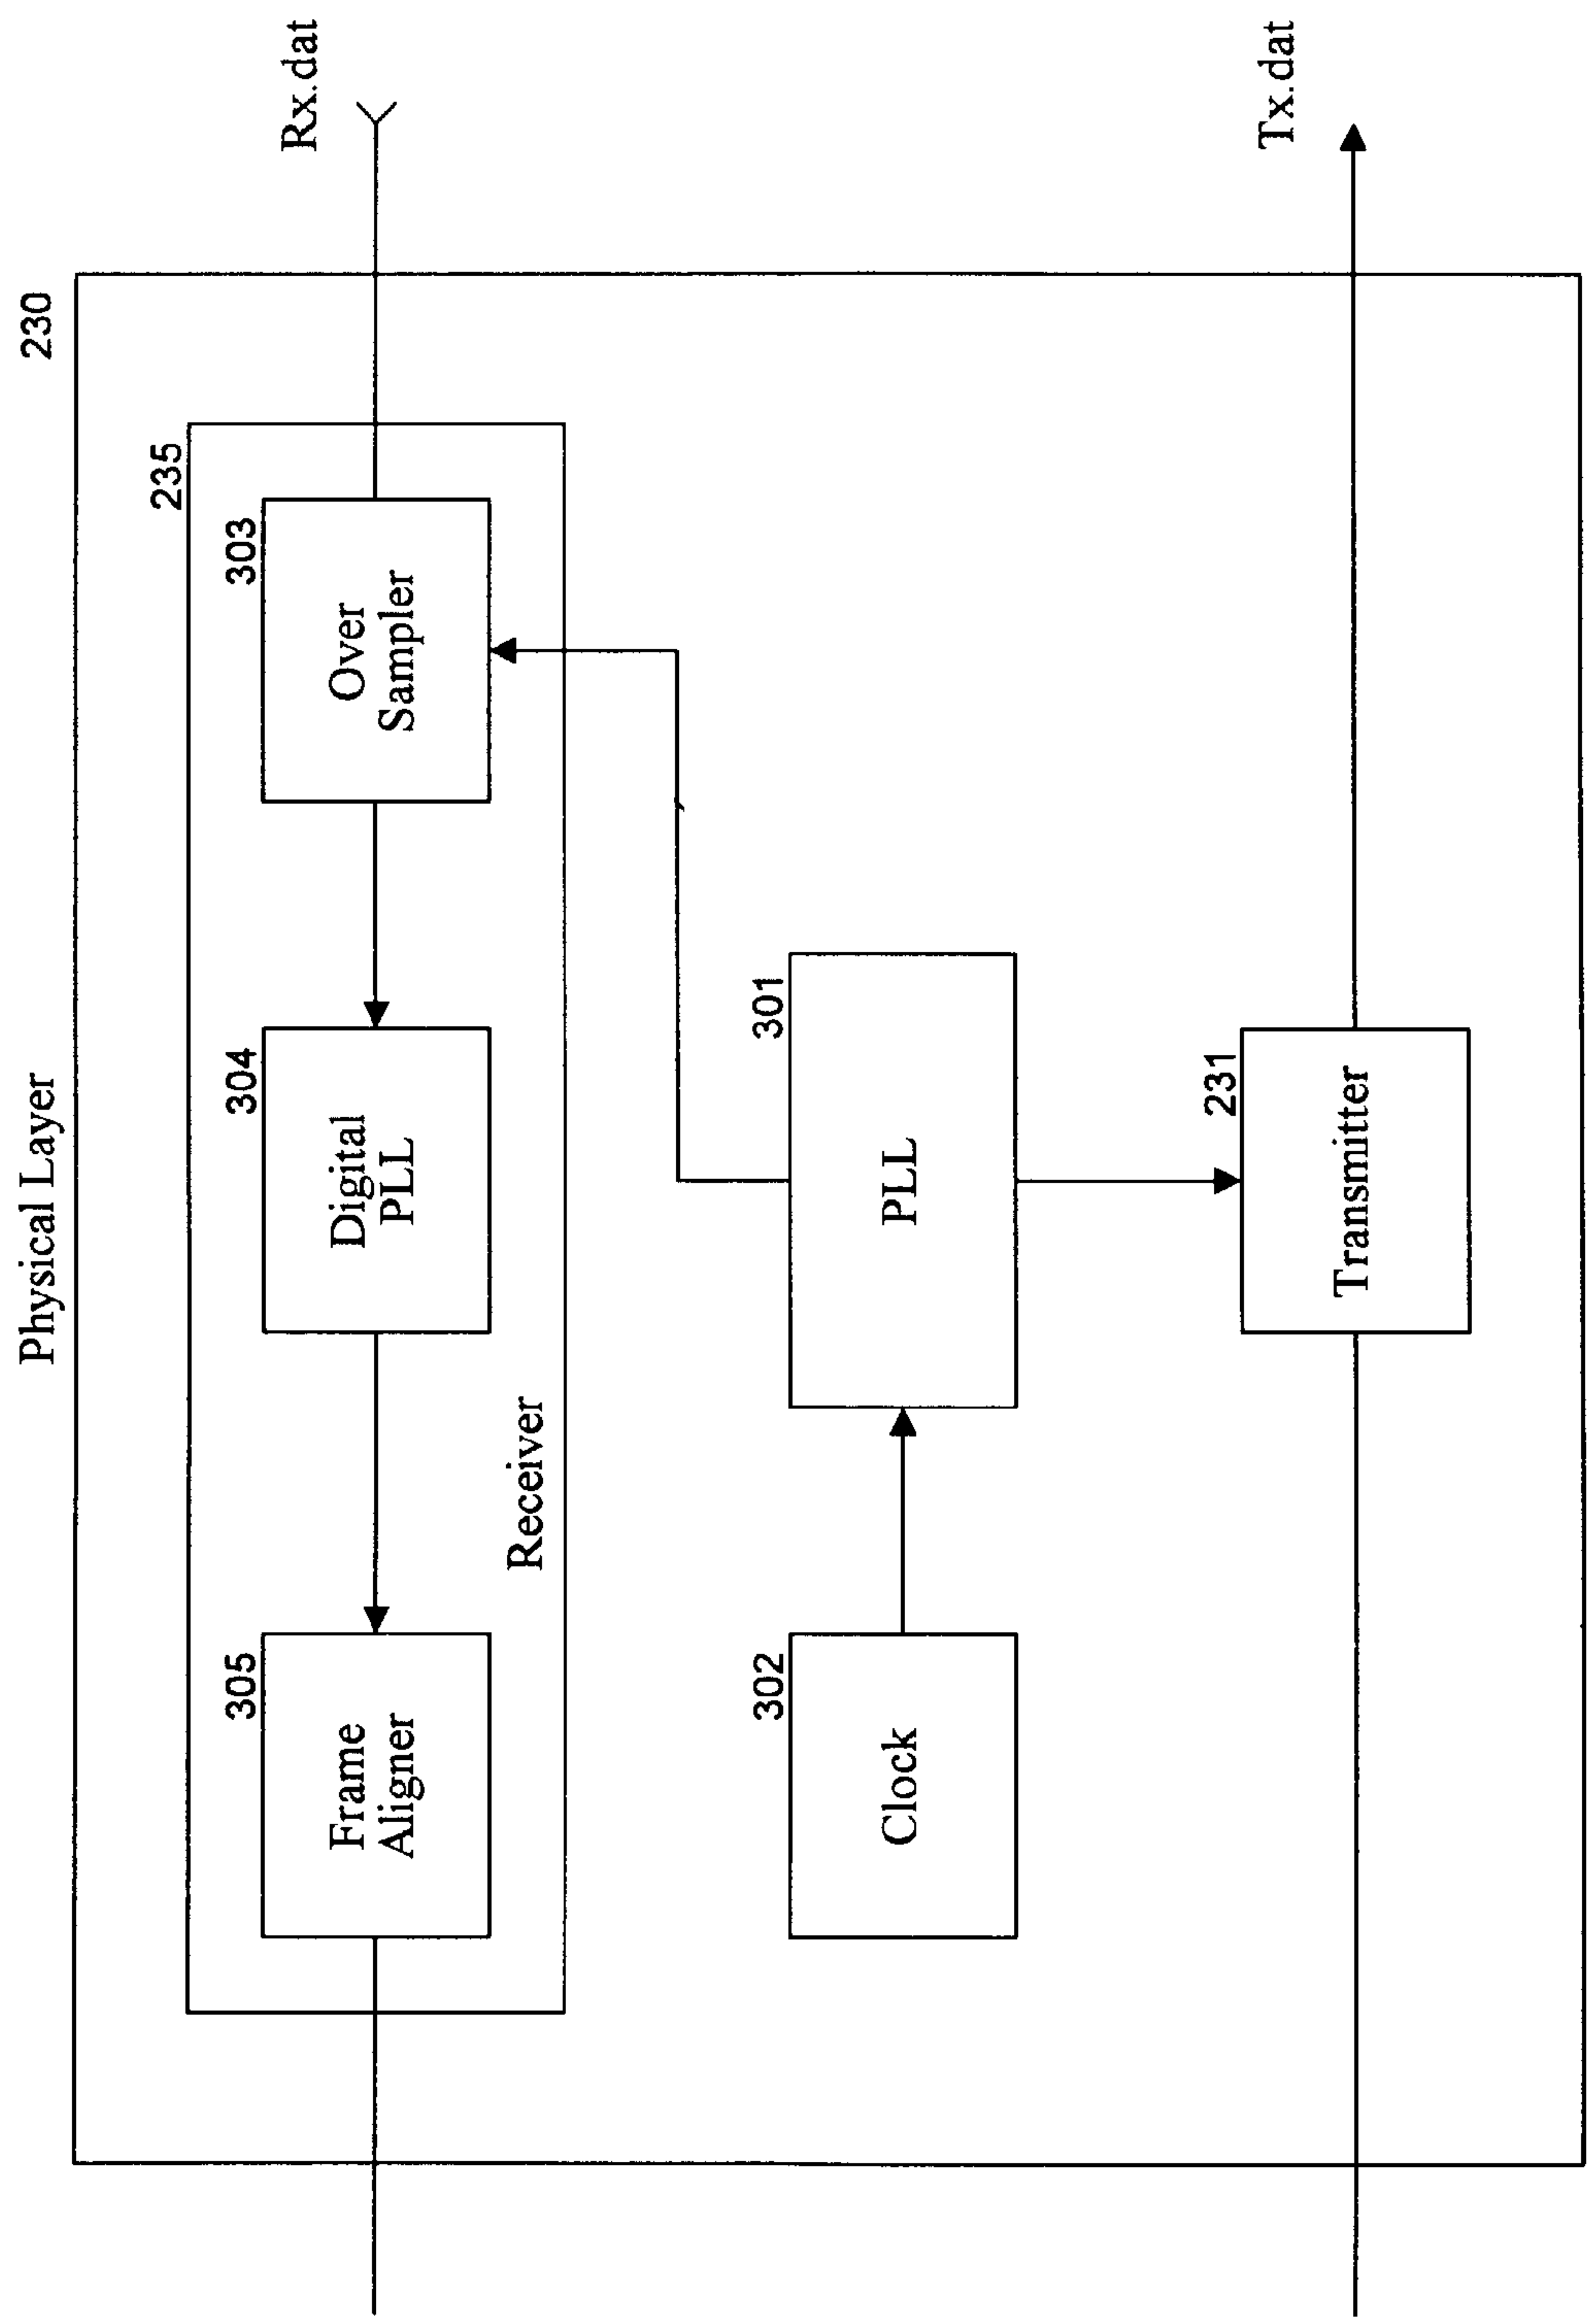 Physical Layer
230
235
305
Frame
Aligner
304
Digital
PLL
303
Over
Sampler
Rx.dat
Receiver
302
Clock
301
PLL
231
Transmitter
Tx.dat